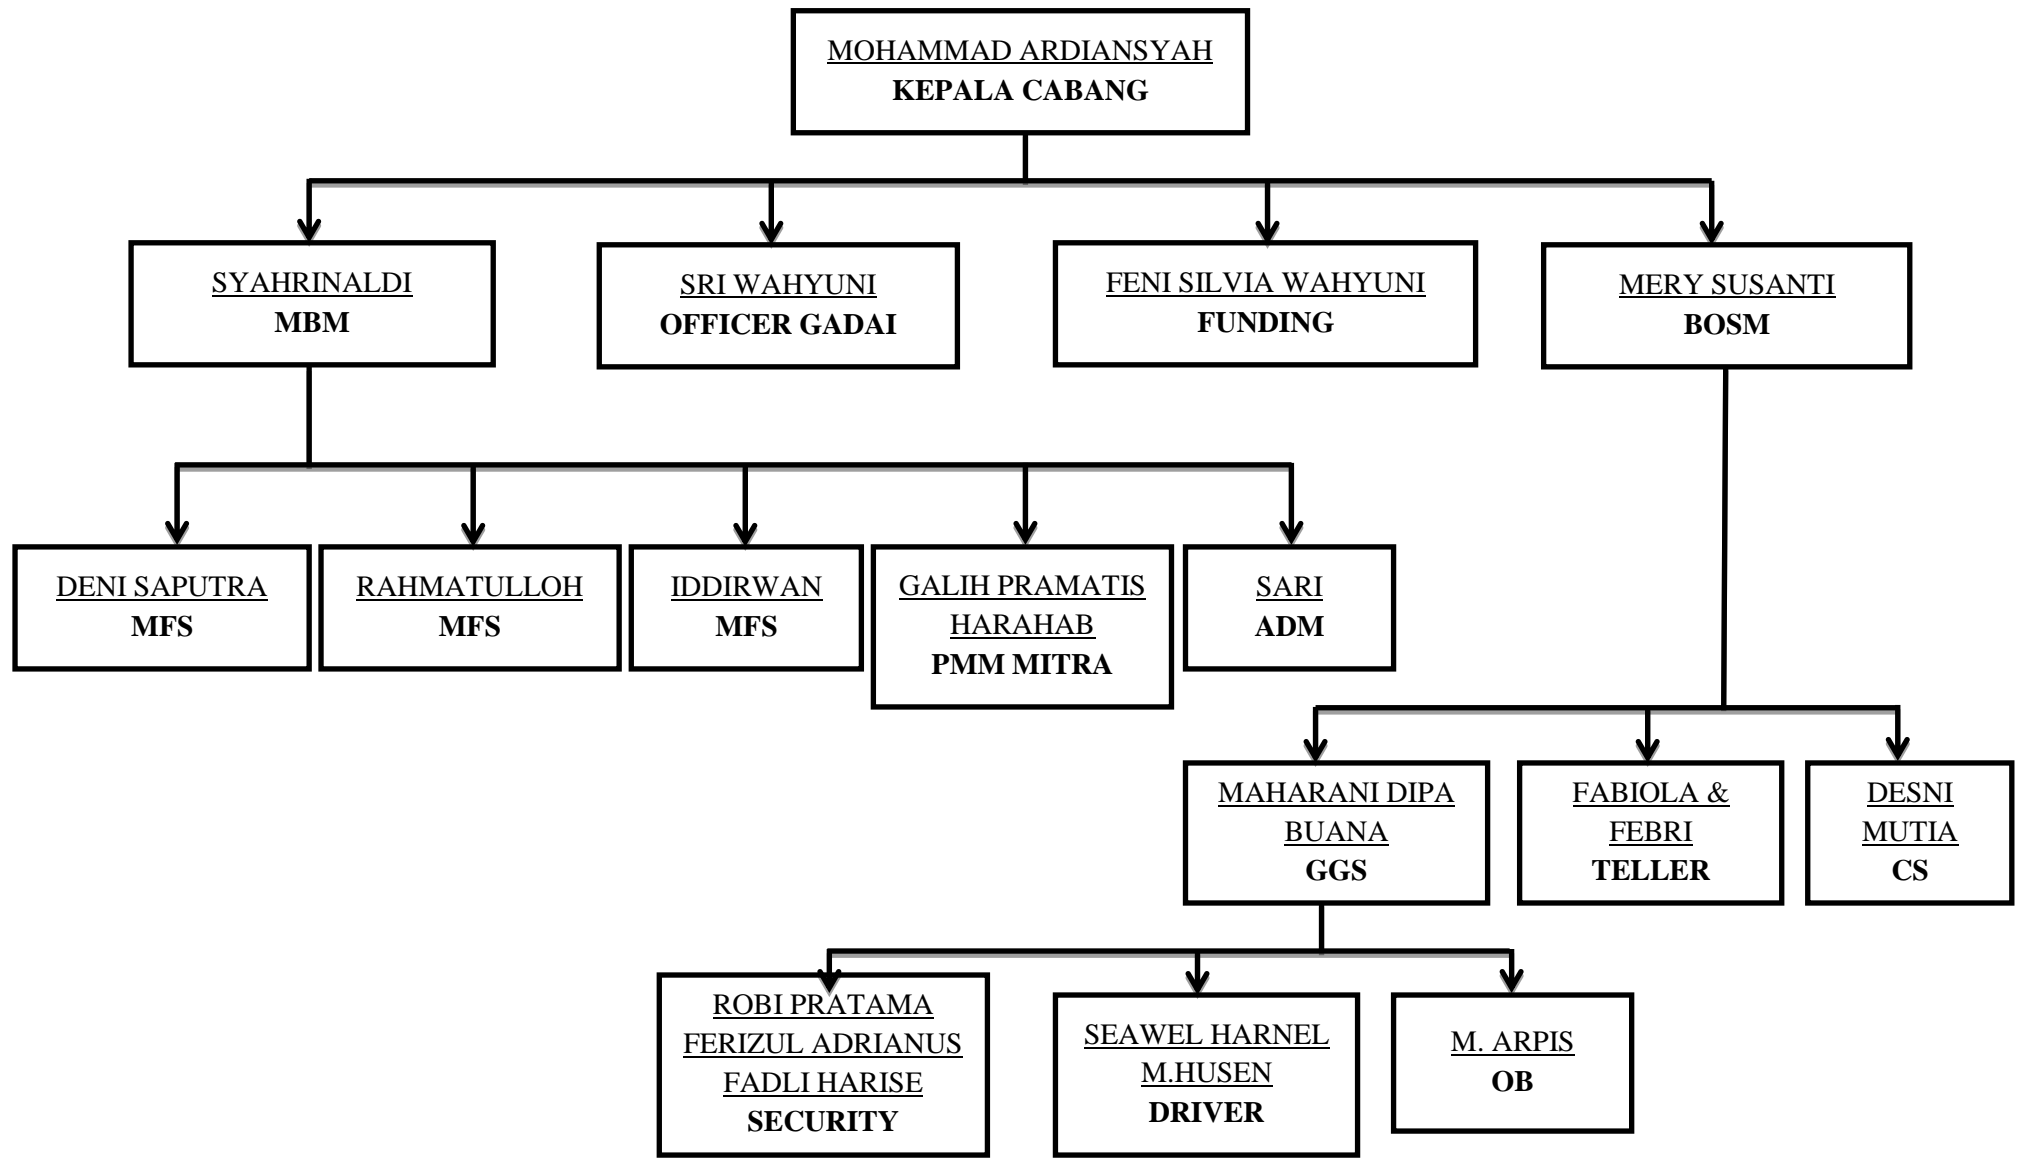 MOHAMMAD ARDIANSYAH
KEPALA CABANG
SYAHRINALDI
MBM
SRI WAHYUNI
OFFICER GADAI
FENI SILVIA WAHYUNI
FUNDING
MERY SUSANTI
BOSM
DENI SAPUTRA
MFS
RAHMATULLOH
MFS
IDDIRWAN
MFS
GALIH PRAMATIS
HARAHAB
PMM MITRA
SARI
ADM
MAHARANI DIPA
BUANA
GGS
FABIOLA &
FEBRI
TELLER
DESNI
MUTIA
CS
ROBI PRATAMA
FERIZUL ADRIANUS
FADLI HARISE
SECURITY
SEAWEL HARNEL
M.HUSEN
DRIVER
M. ARPIS
OB